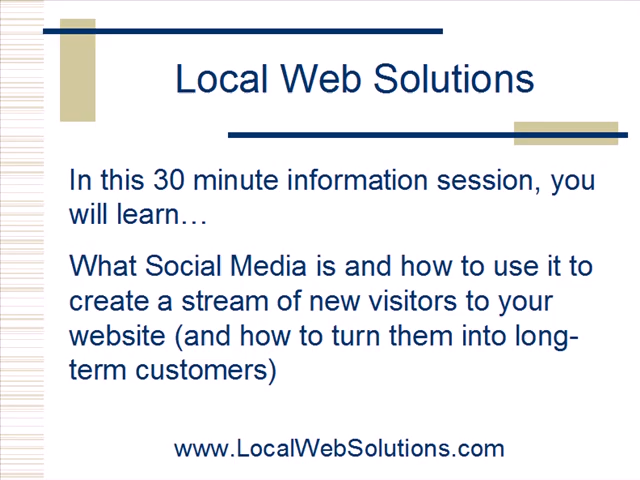 Local Web Solutions
In this 30 minute information session, you
will learn…
What Social Media is and how to use it to
create a stream of new visitors to your
website (and how to turn them into long-
term customers)
www.LocalWebSolutions.com